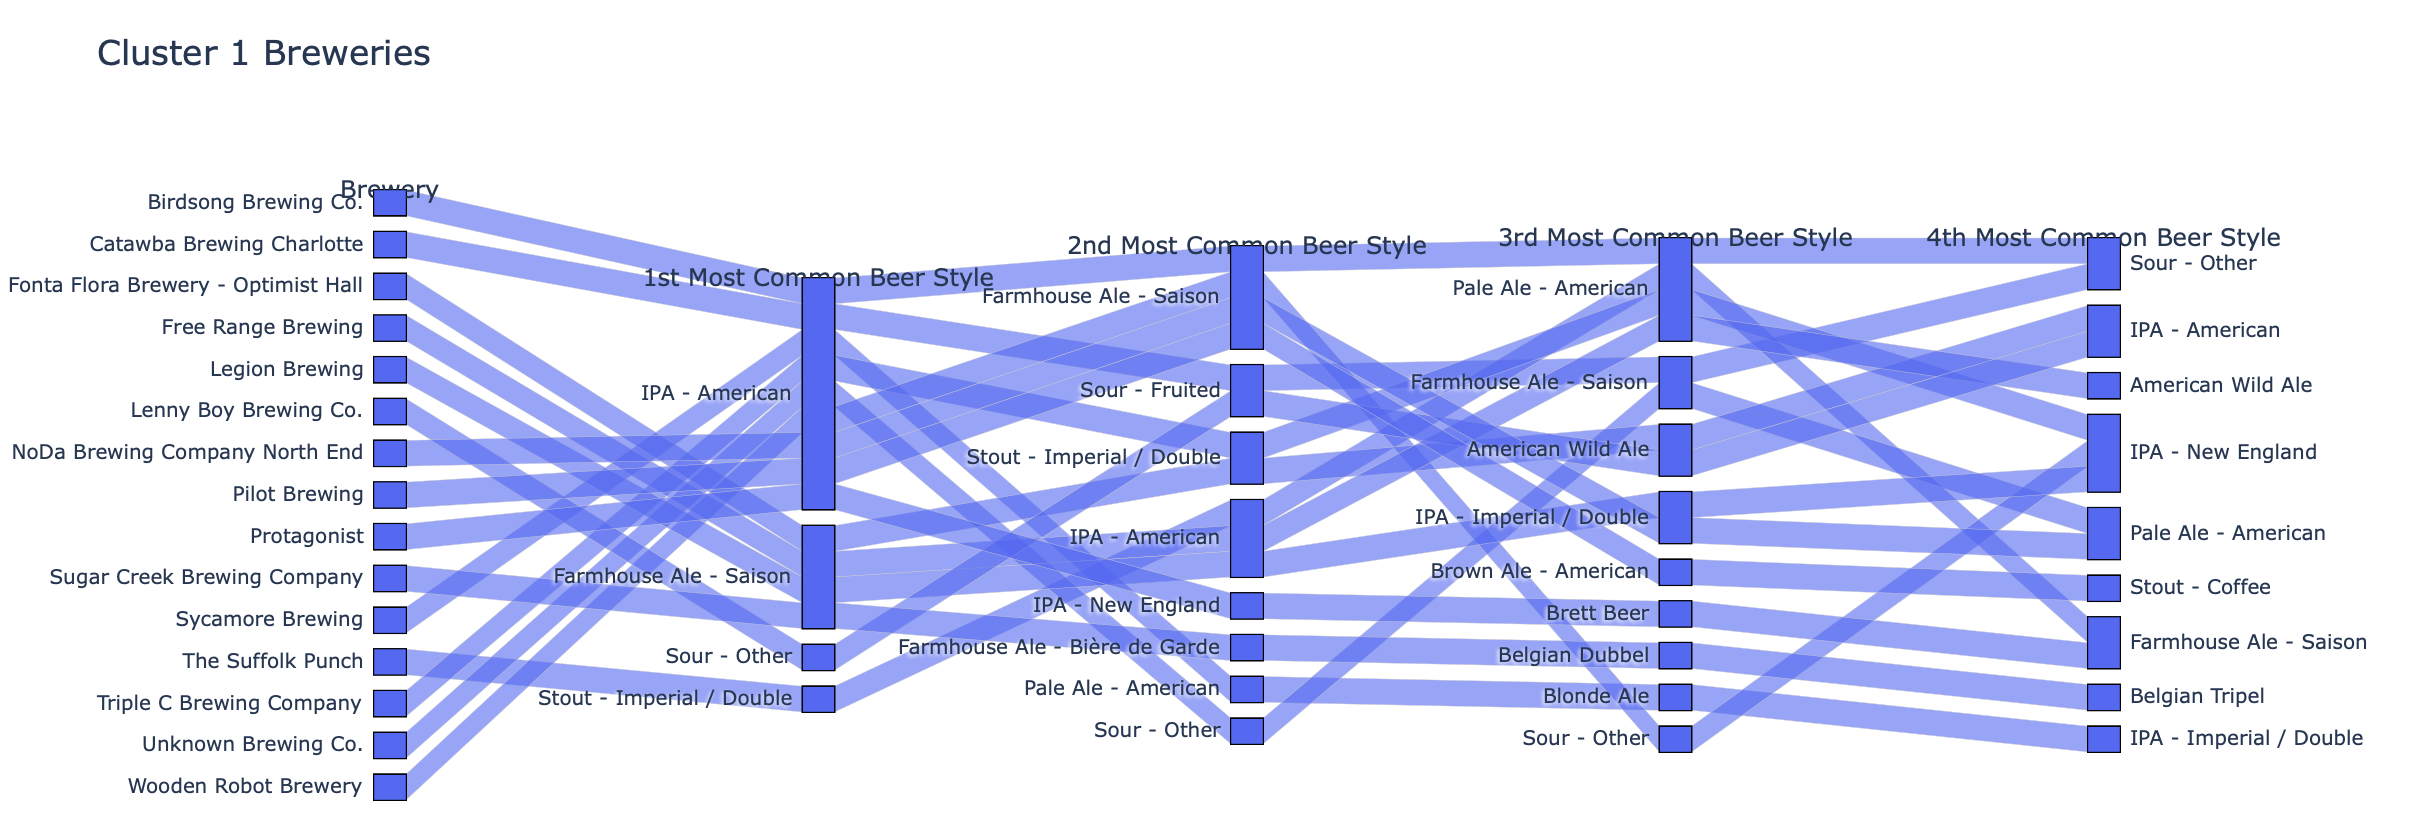 Cluster 1 Breweries
Brewery
Birdsong Brewing Co.
Catawba Brewing Charlotte
Fonta Flora Brewery - Optimist Hall
Free Range Brewing
Legion Brewing
Lenny Boy Brewing Co.
NoDa Brewing Company North End
Pilot Brewing
Protagonist
Sugar Creek Brewing Company
Sycamore Brewing
The Suffolk Punch
Triple C Brewing Company
Unknown Brewing Co.
Wooden Robot Brewery
1st Most Common Beer Style
IPA - American
Farmhouse Ale - Saison
Sour - Other
Stout - Imperial / Double
2nd Most Common Beer Style
Farmhouse Ale - Saison
Sour - Fruited
Stout - Imperial / Double
IPA - American
IPA - New England
Farmhouse Ale - Bière de Garde
Pale Ale - American
Sour - Other
3rd Most Common Beer Style
Pale Ale - American
Farmhouse Ale - Saison
American Wild Ale
IPA - Imperial / Double
Brown Ale - American
Brett Beer
Belgian Dubbel
Blonde Ale
Sour - Other
4th Most Common Beer Style
Sour - Other
IPA - American
American Wild Ale
IPA - New England
Pale Ale - American
Stout - Coffee
Farmhouse Ale - Saison
Belgian Tripel
IPA - Imperial / Double